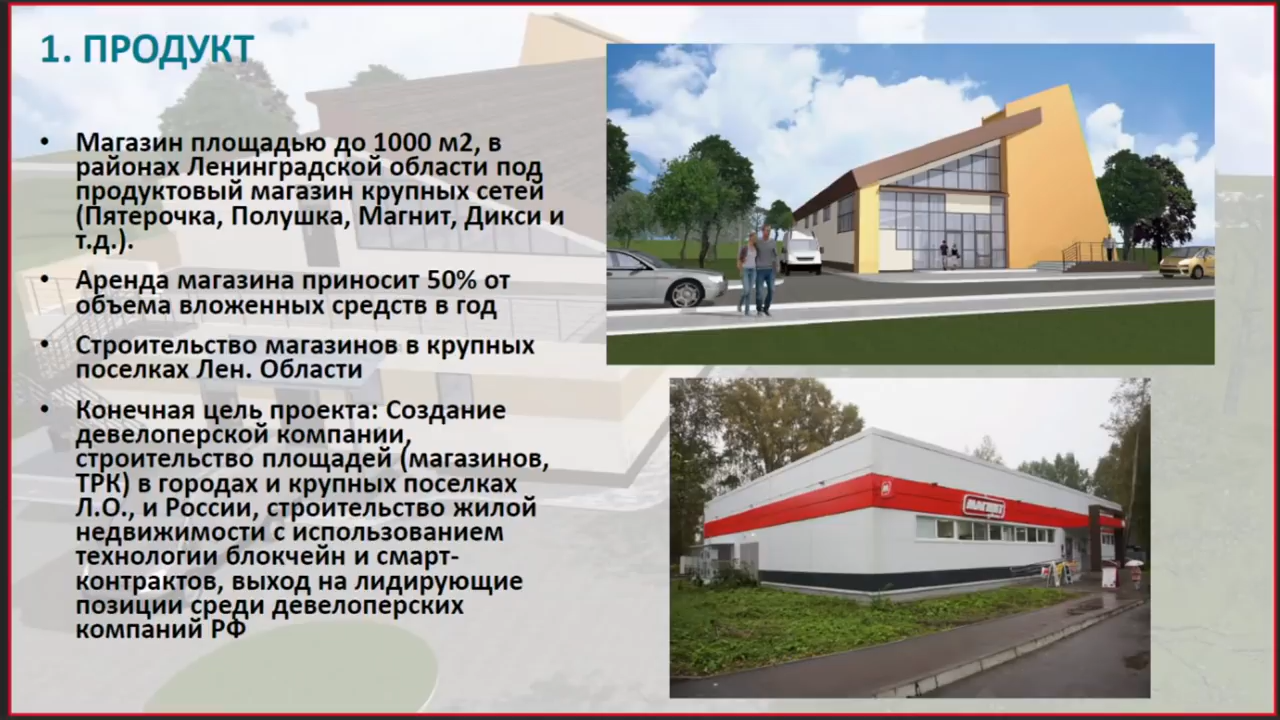 1. ПРОДУКТ
• Магазин площадью до 1000 м2, в
районах Ленинградской области под
продуктовый магазин крупных сетей
(Пятерочка, Полушка, Магнит, Дикси и
т.д.).
• Аренда магазина приносит 50% от
объема вложенных средств в год
• Строительство магазинов в крупных
поселках Лен. Области
• Конечная цель проекта: Создание
девелоперской компании,
строительство площадей (магазинов,
ТРК) в городах и крупных поселках
Л.О., и России, строительство жилой
недвижимости с использованием
технологии блокчейн и смарт-
контрактов, выход на лидирующие
позиции среди девелоперских
компаний РФ
МАГНИТ